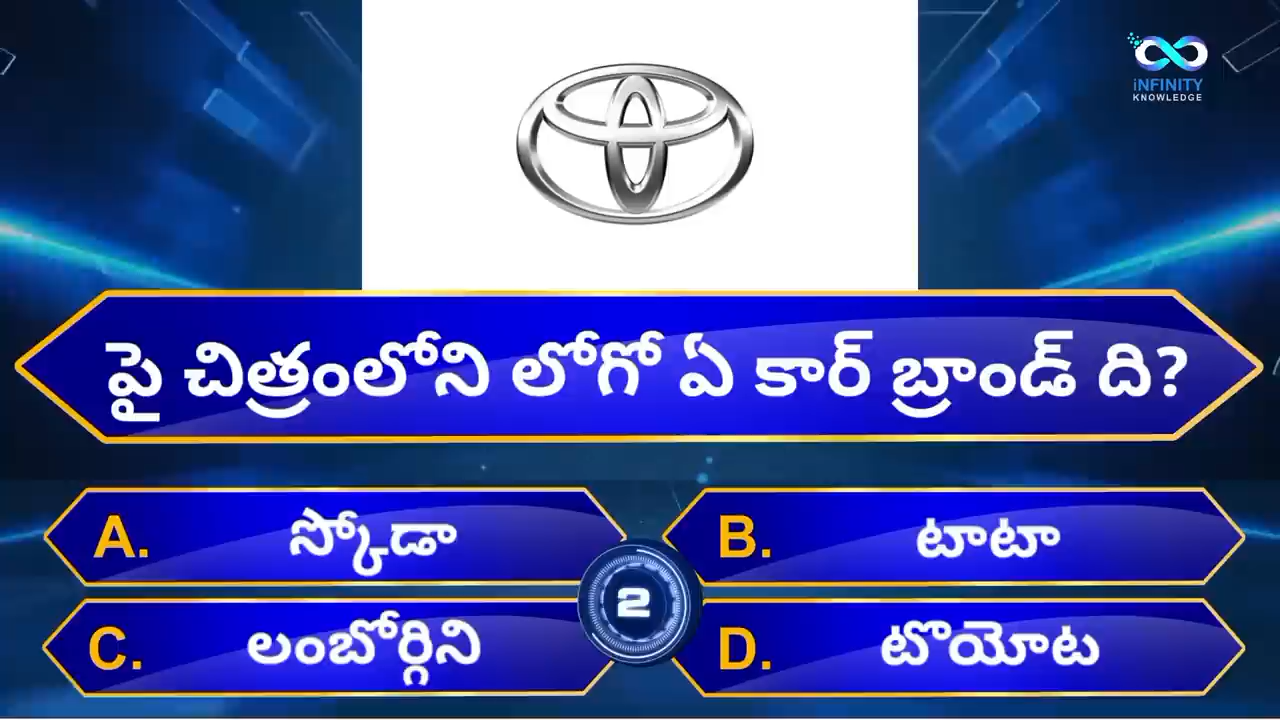 iNFINITY
KNOWLEDGE
పై చిత్రంలోని లోగో ఏ కార్ బ్రాండ్ ది?
A. స్కోడా
B. టాటా
2
C. లంబోర్గిని
D. టొయోట